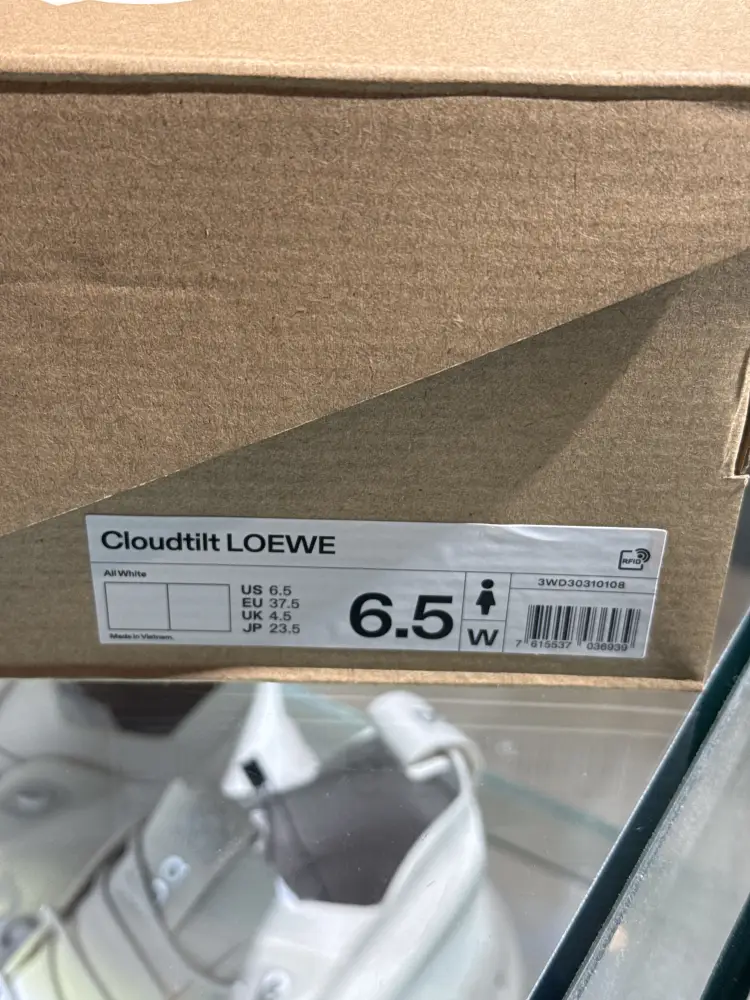 Cloudtilt LOEWE
RFID
All White
US 6.5
EU 37.5
UK 4.5
JP 23.5
Made in Vietnam.
6.5
W
3WD30310108
7 615537 036939